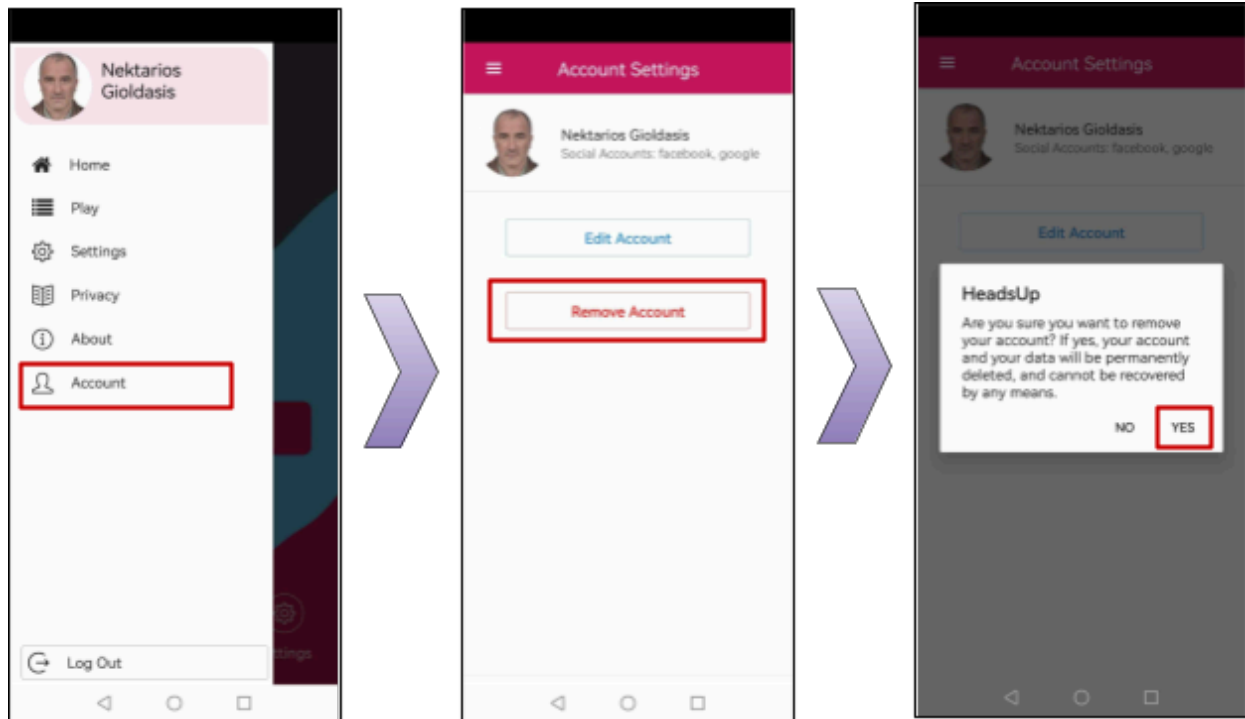 Nektarios
Gioldasis
Home
Play
Settings
Privacy
About
Account
Log Out
ttings
Account Settings
Nektarios Gioldasis
Social Accounts: facebook, google
Edit Account
Remove Account
Account Settings
Nektarios Gioldasis
Social Accounts: facebook, google
Edit Account
HeadsUp
Are you sure you want to remove
your account? If yes, your account
and your data will be permanently
deleted, and cannot be recovered
by any means.
NO YES